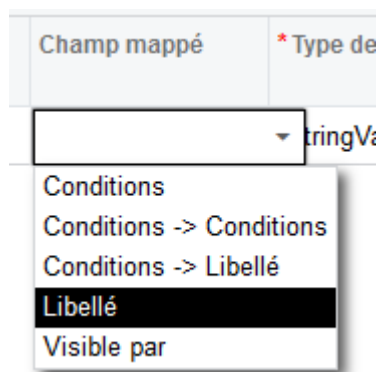 Champ mappé
* Type de
tringVa
Conditions
Conditions -> Conditions
Conditions -> Libellé
Libellé
Visible par